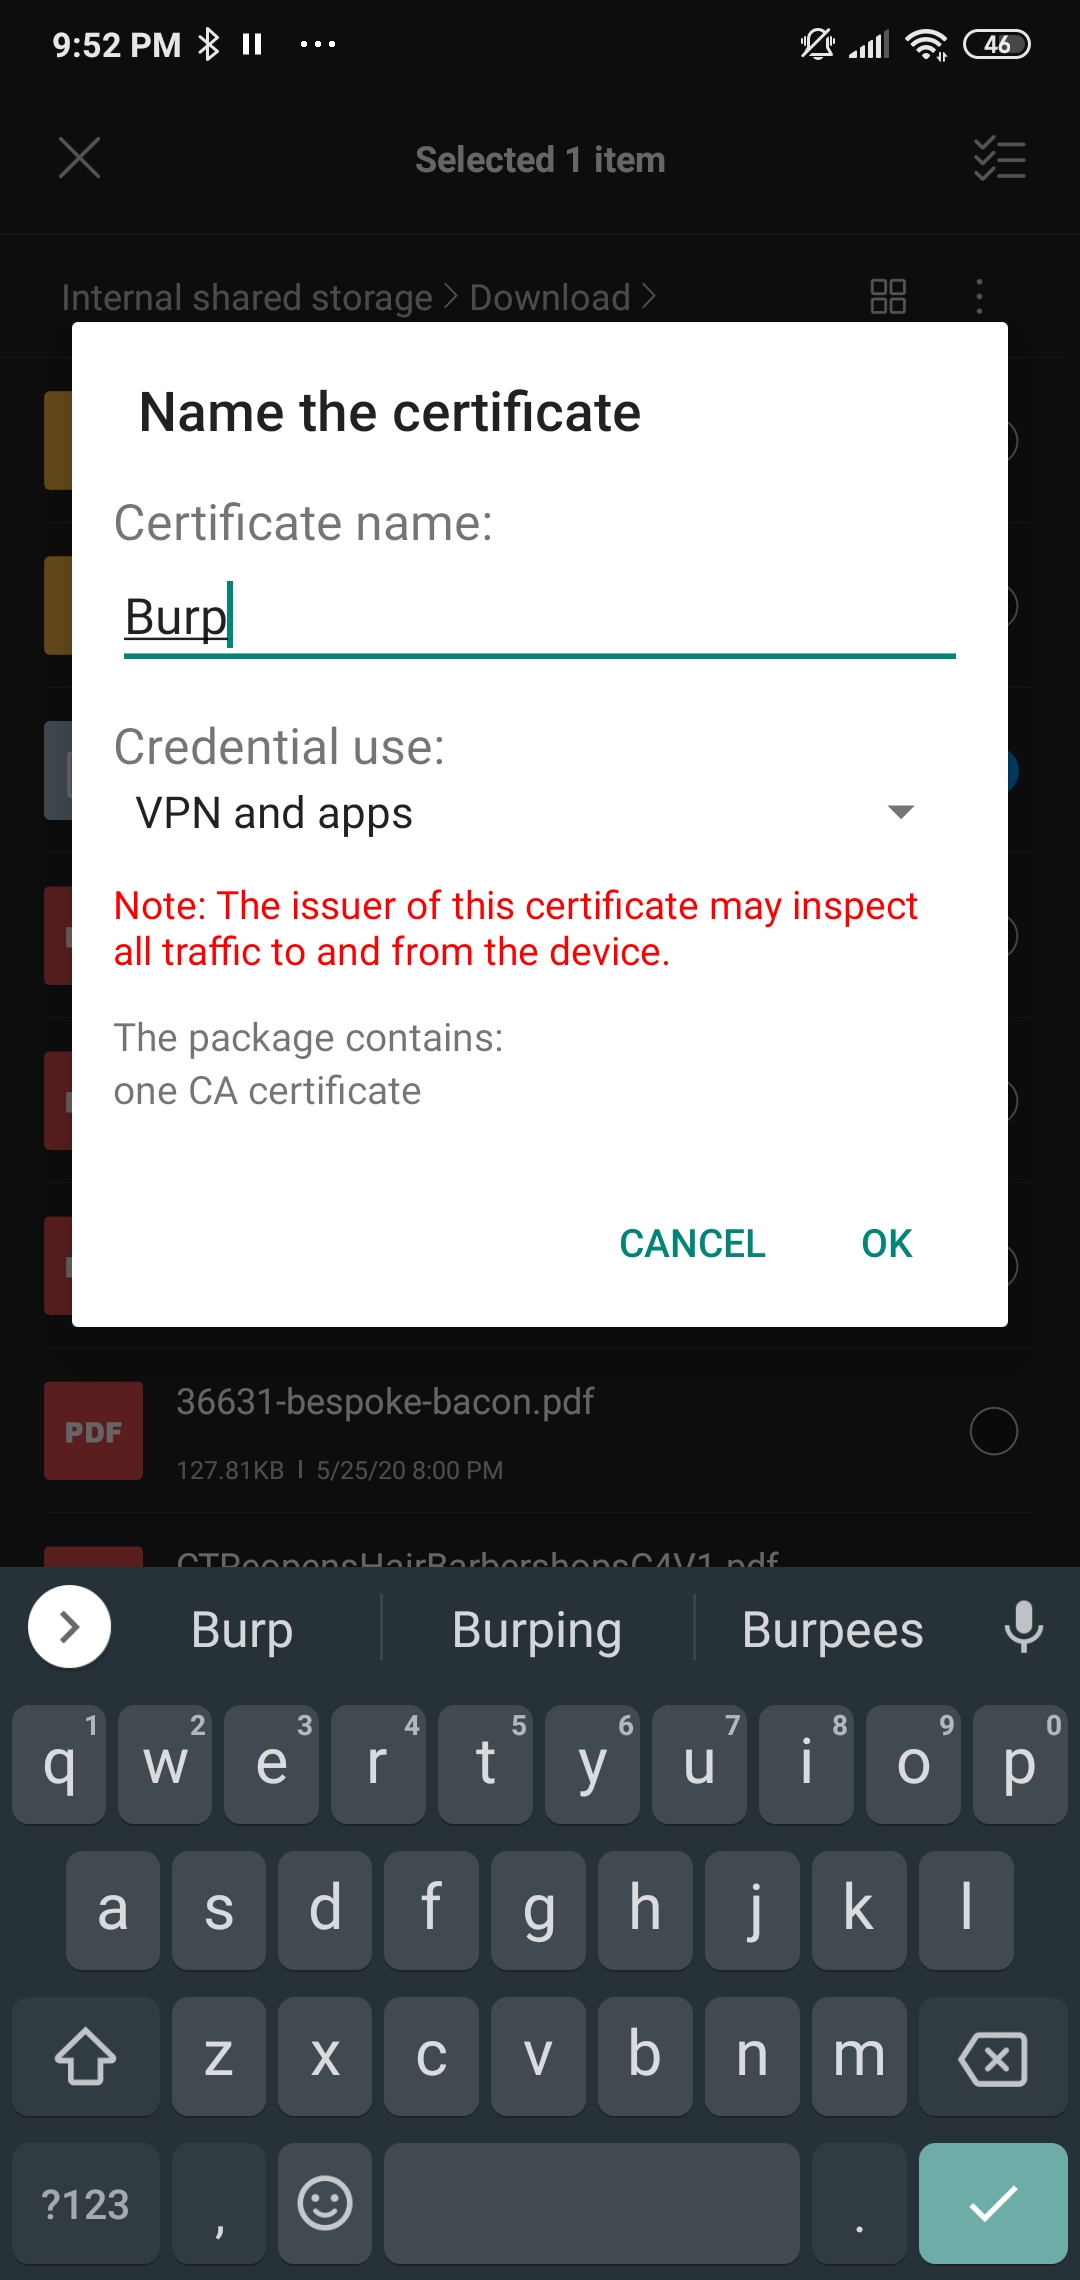 9:52 PM
46
Selected 1 item
Internal shared storage > Download >
Name the certificate
Certificate name:
Burp
Credential use:
VPN and apps
Note: The issuer of this certificate may inspect
all traffic to and from the device.
The package contains:
one CA certificate
CANCEL OK
36631-bespoke-bacon.pdf
PDF
127.81KB | 5/25/20 8:00 PM
CTReopensHairBarbershopsC4V1.pdf
Burp Burping Burpees
1 2 3 4 5 6 7 8 9 0
q w e r t y u i o p
a s d f g h j k l
z x c v b n m
?123 , .